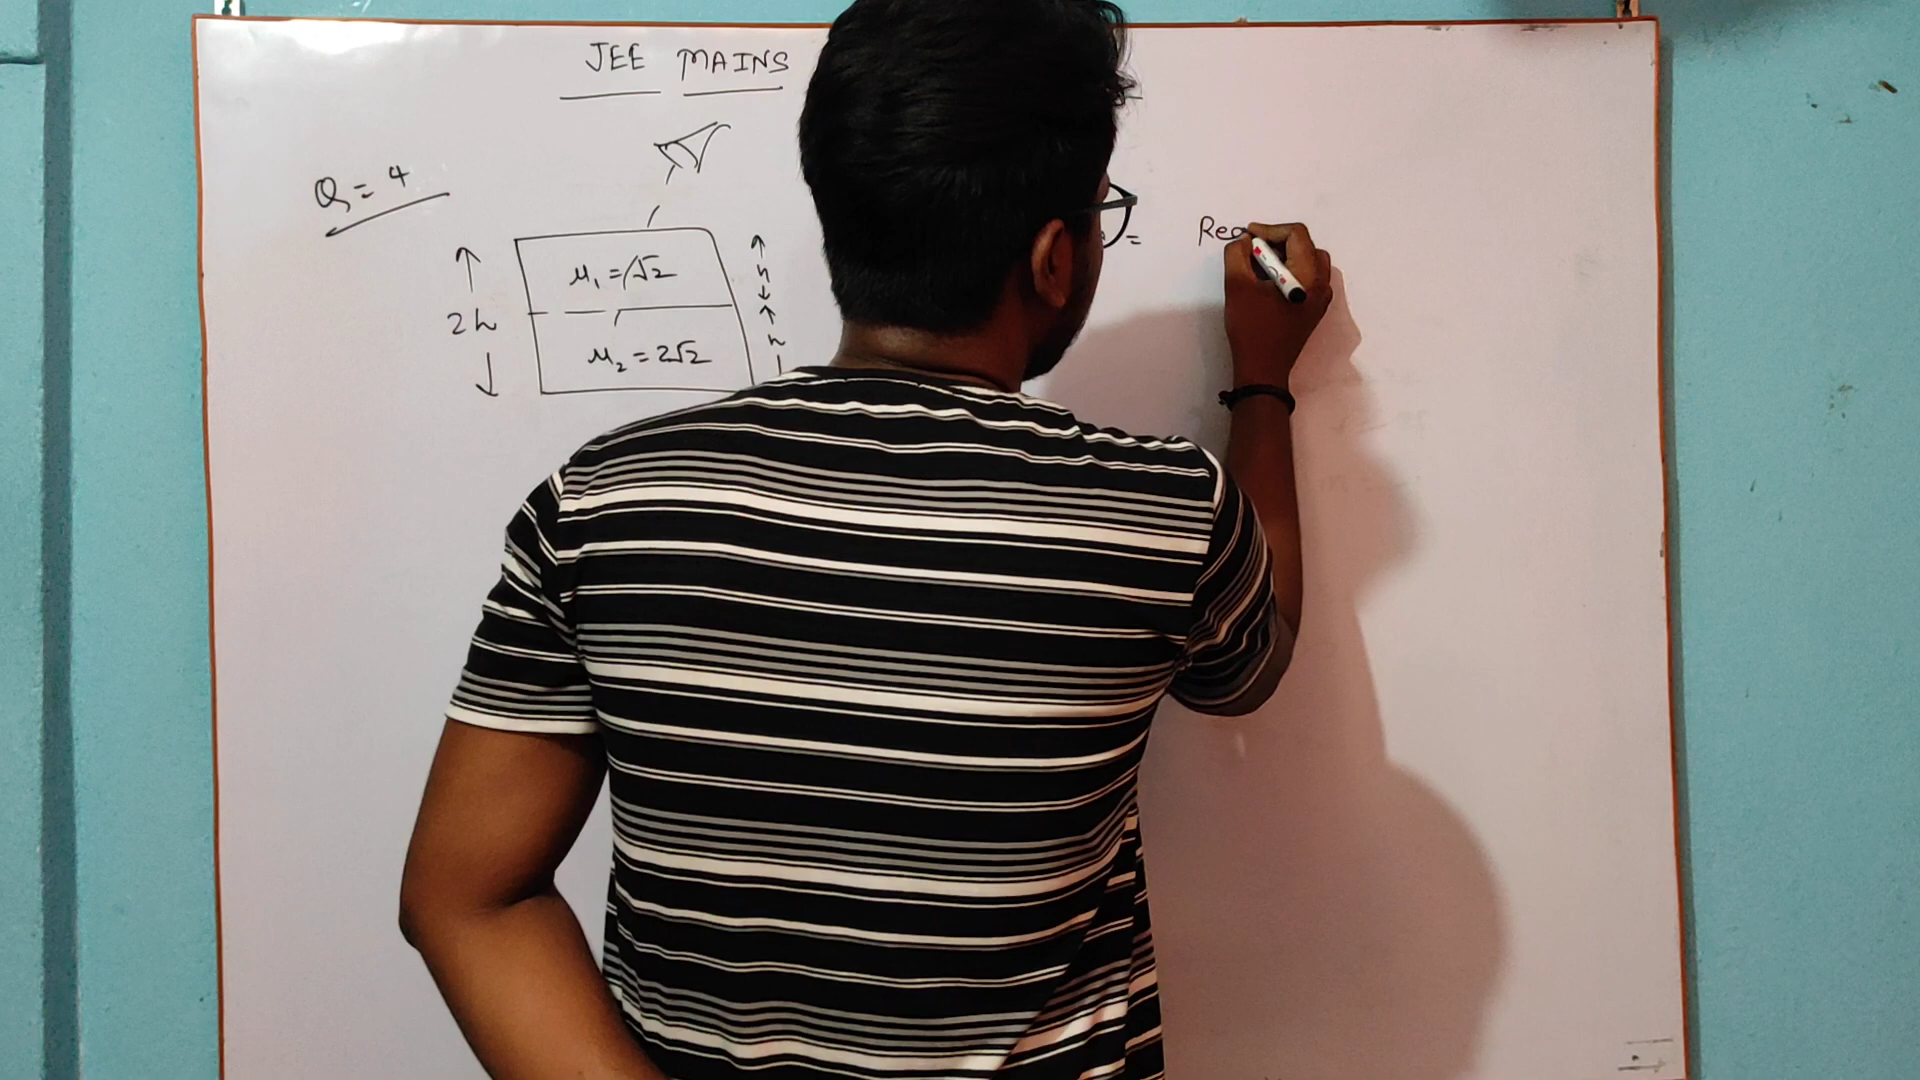 JEE MAINS
Q = 4
μ₁ = √2
h
2h
μ₂ = 2√2
h
= Rea